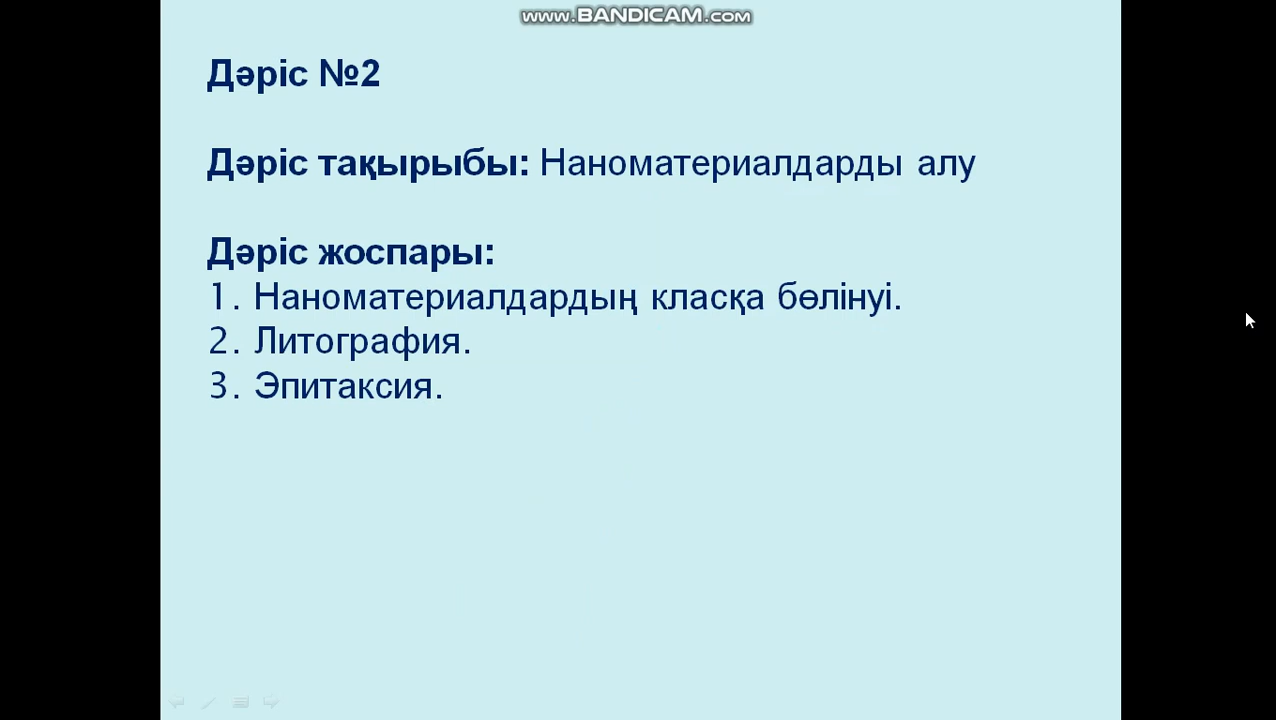 www.BANDICAM.com
Дәріс №2
Дәріс тақырыбы: Наноматериалдарды алу
Дәріс жоспары:
1. Наноматериалдардың класқа бөлінуі.
2. Литография.
3. Эпитаксия.